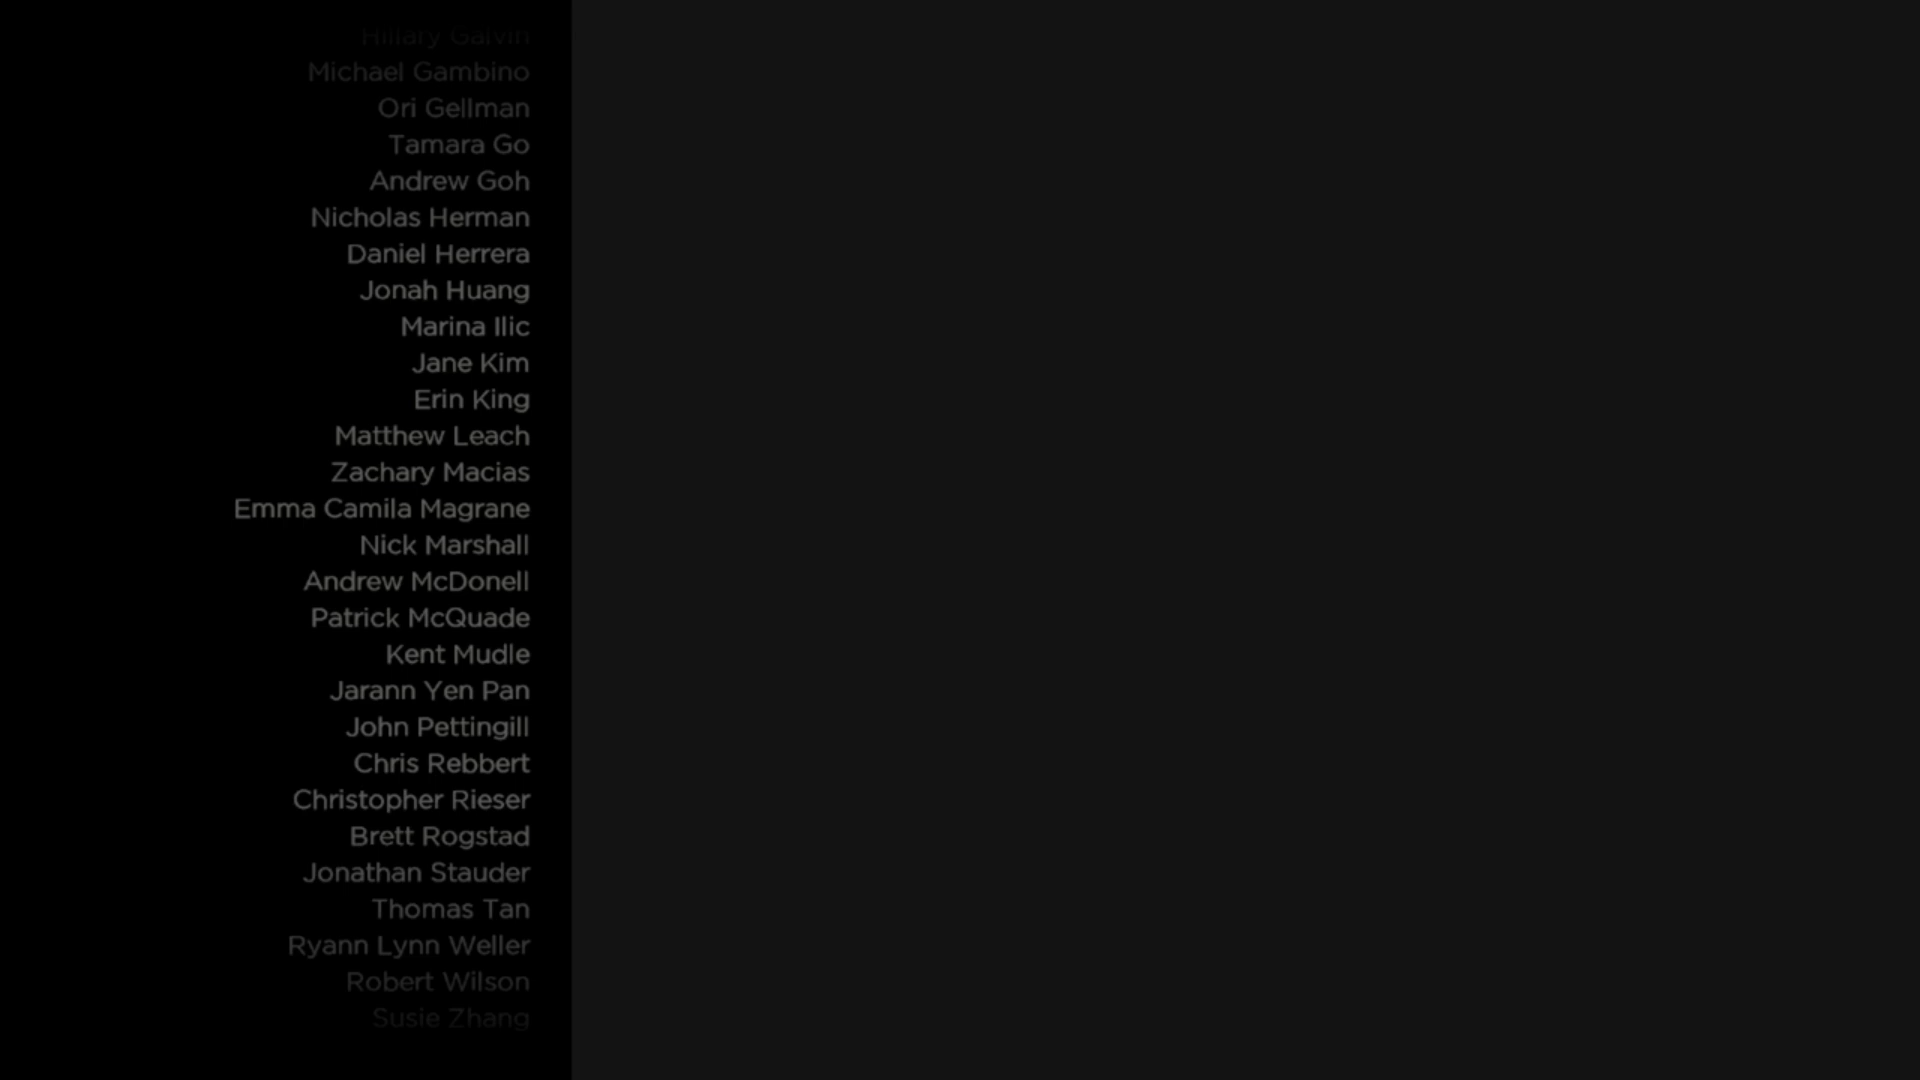 Hillary Galvin
Michael Gambino
Ori Gellman
Tamara Go
Andrew Goh
Nicholas Herman
Daniel Herrera
Jonah Huang
Marina Ilic
Jane Kim
Erin King
Matthew Leach
Zachary Macias
Emma Camila Magrane
Nick Marshall
Andrew McDonell
Patrick McQuade
Kent Mudle
Jarann Yen Pan
John Pettingill
Chris Rebbert
Christopher Rieser
Brett Rogstad
Jonathan Stauder
Thomas Tan
Ryann Lynn Weller
Robert Wilson
Susie Zhang